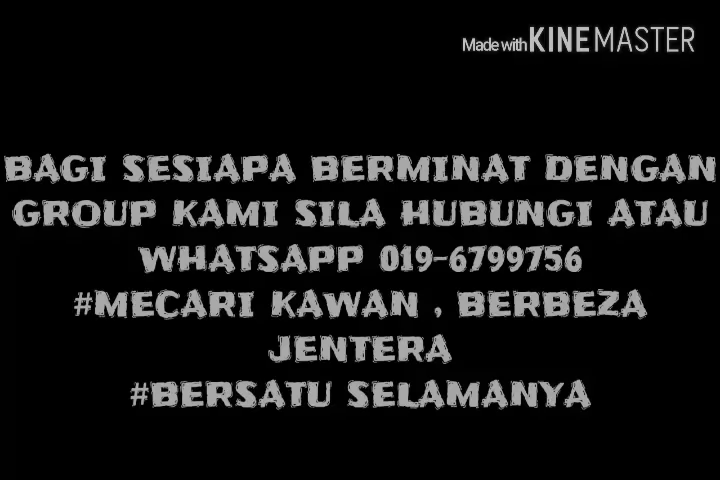 Made with KINEMASTER
BAGI SESIAPA BERMINAT DENGAN
GROUP KAMI SILA HUBUNGI ATAU
WHATSAPP 019-6799756
#MECARI KAWAN , BERBEZA
JENTERA
#BERSATU SELAMANYA